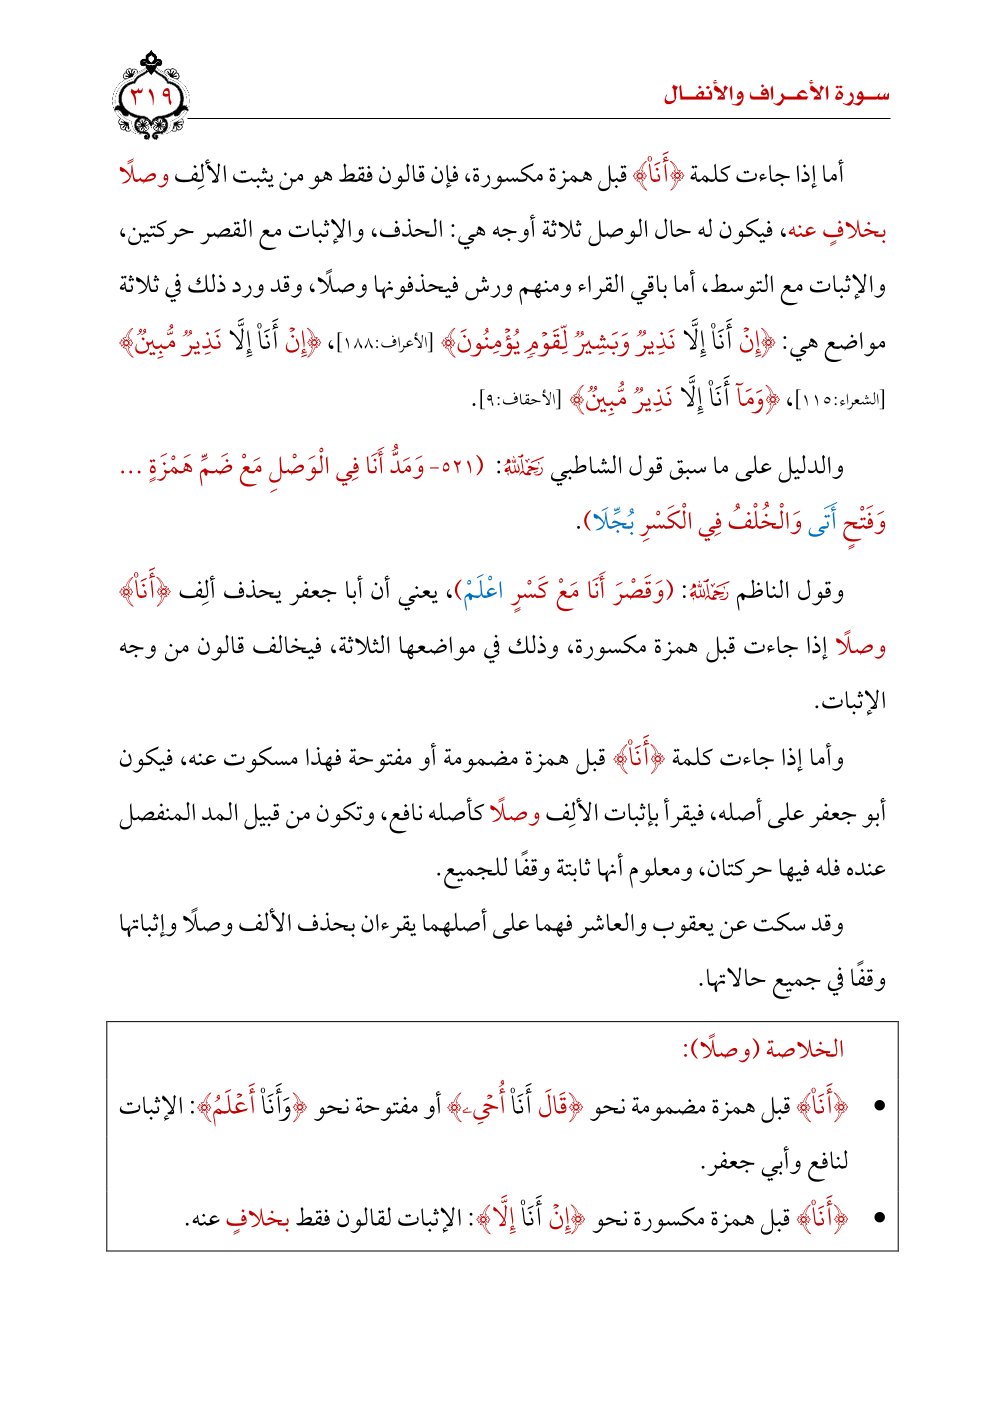 سـورة الأعـراف والأنفـال
٣١٩
أما إذا جاءت كلمة ﴿أَنَا۠﴾ قبل همزة مكسورة، فإن قالون فقط هو من يثبت الألِف وصلًا
بخلافٍ عنه، فيكون له حال الوصل ثلاثة أوجه هي: الحذف، والإثبات مع القصر حركتين،
والإثبات مع التوسط، أما باقي القراء ومنهم ورش فيحذفونها وصلًا، وقد ورد ذلك في ثلاثة
مواضع هي: ﴿إِنْ أَنَا۠ إِلَّا نَذِيرٌ وَبَشِيرٌ لِّقَوْمٍ يُؤْمِنُونَ﴾ [الأعراف:١٨٨]، ﴿إِنْ أَنَا۠ إِلَّا نَذِيرٌ مُّبِينٌ﴾
[الشعراء:١١٥]، ﴿وَمَآ أَنَا۠ إِلَّا نَذِيرٌ مُّبِينٌ﴾ [الأحقاف:٩].
والدليل على ما سبق قول الشاطبي رَحِمَهُ ٱللَّهُ: (٥٢١- وَمَدُّ أَنَا فِي الْوَصْلِ مَعْ ضَمِّ هَمْزَةٍ ...
وَفَتْحٍ أَتَى وَالْخُلْفُ فِي الْكَسْرِ بُجِّلَا).
وقول الناظم رَحِمَهُ ٱللَّهُ: (وَقَصْرَ أَنَا مَعْ كَسْرٍ اعْلَمْ)، يعني أن أبا جعفر يحذف ألِف ﴿أَنَا۠﴾
وصلًا إذا جاءت قبل همزة مكسورة، وذلك في مواضعها الثلاثة، فيخالف قالون من وجه
الإثبات.
وأما إذا جاءت كلمة ﴿أَنَا۠﴾ قبل همزة مضمومة أو مفتوحة فهذا مسكوت عنه، فيكون
أبو جعفر على أصله، فيقرأ بإثبات الألِف وصلًا كأصله نافع، وتكون من قبيل المد المنفصل
عنده فله فيها حركتان، ومعلوم أنها ثابتة وقفًا للجميع.
وقد سكت عن يعقوب والعاشر فهما على أصلهما يقرءان بحذف الألف وصلًا وإثباتها
وقفًا في جميع حالاتها.
الخلاصة (وصلًا):
● ﴿أَنَا۠﴾ قبل همزة مضمومة نحو ﴿قَالَ أَنَا۠ أُحْيِۦ﴾ أو مفتوحة نحو ﴿وَأَنَا۠ أَعْلَمُ﴾: الإثبات
لنافع وأبي جعفر.
● ﴿أَنَا۠﴾ قبل همزة مكسورة نحو ﴿إِنْ أَنَا۠ إِلَّا﴾: الإثبات لقالون فقط بخلافٍ عنه.